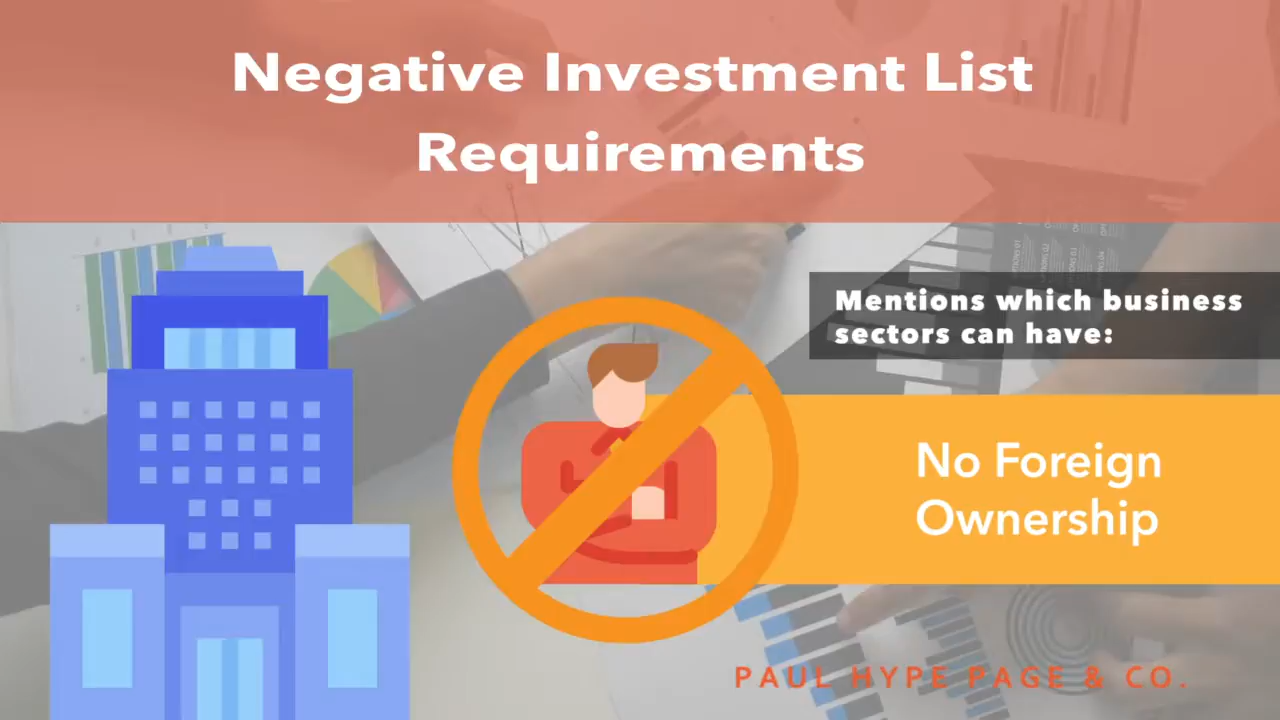 Negative Investment List
Requirements
Mentions which business
sectors can have:
No Foreign
Ownership
PAUL HYPE PAGE & CO.